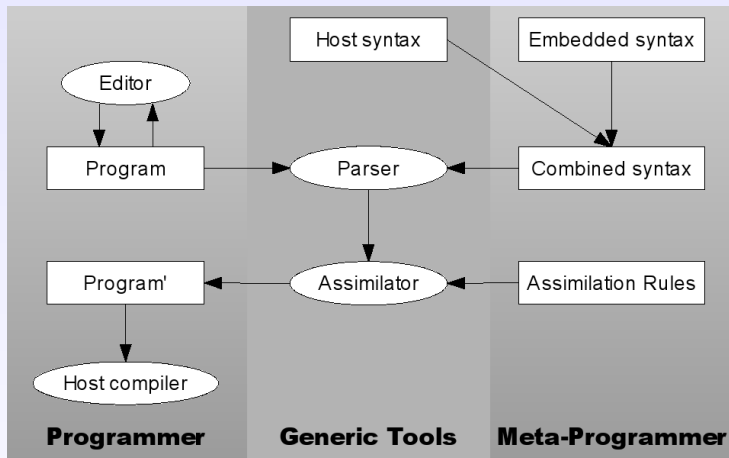 Host syntax
Embedded syntax
Editor
Program
Parser
Combined syntax
Program'
Assimilator
Assimilation Rules
Host compiler
Programmer
Generic Tools
Meta-Programmer